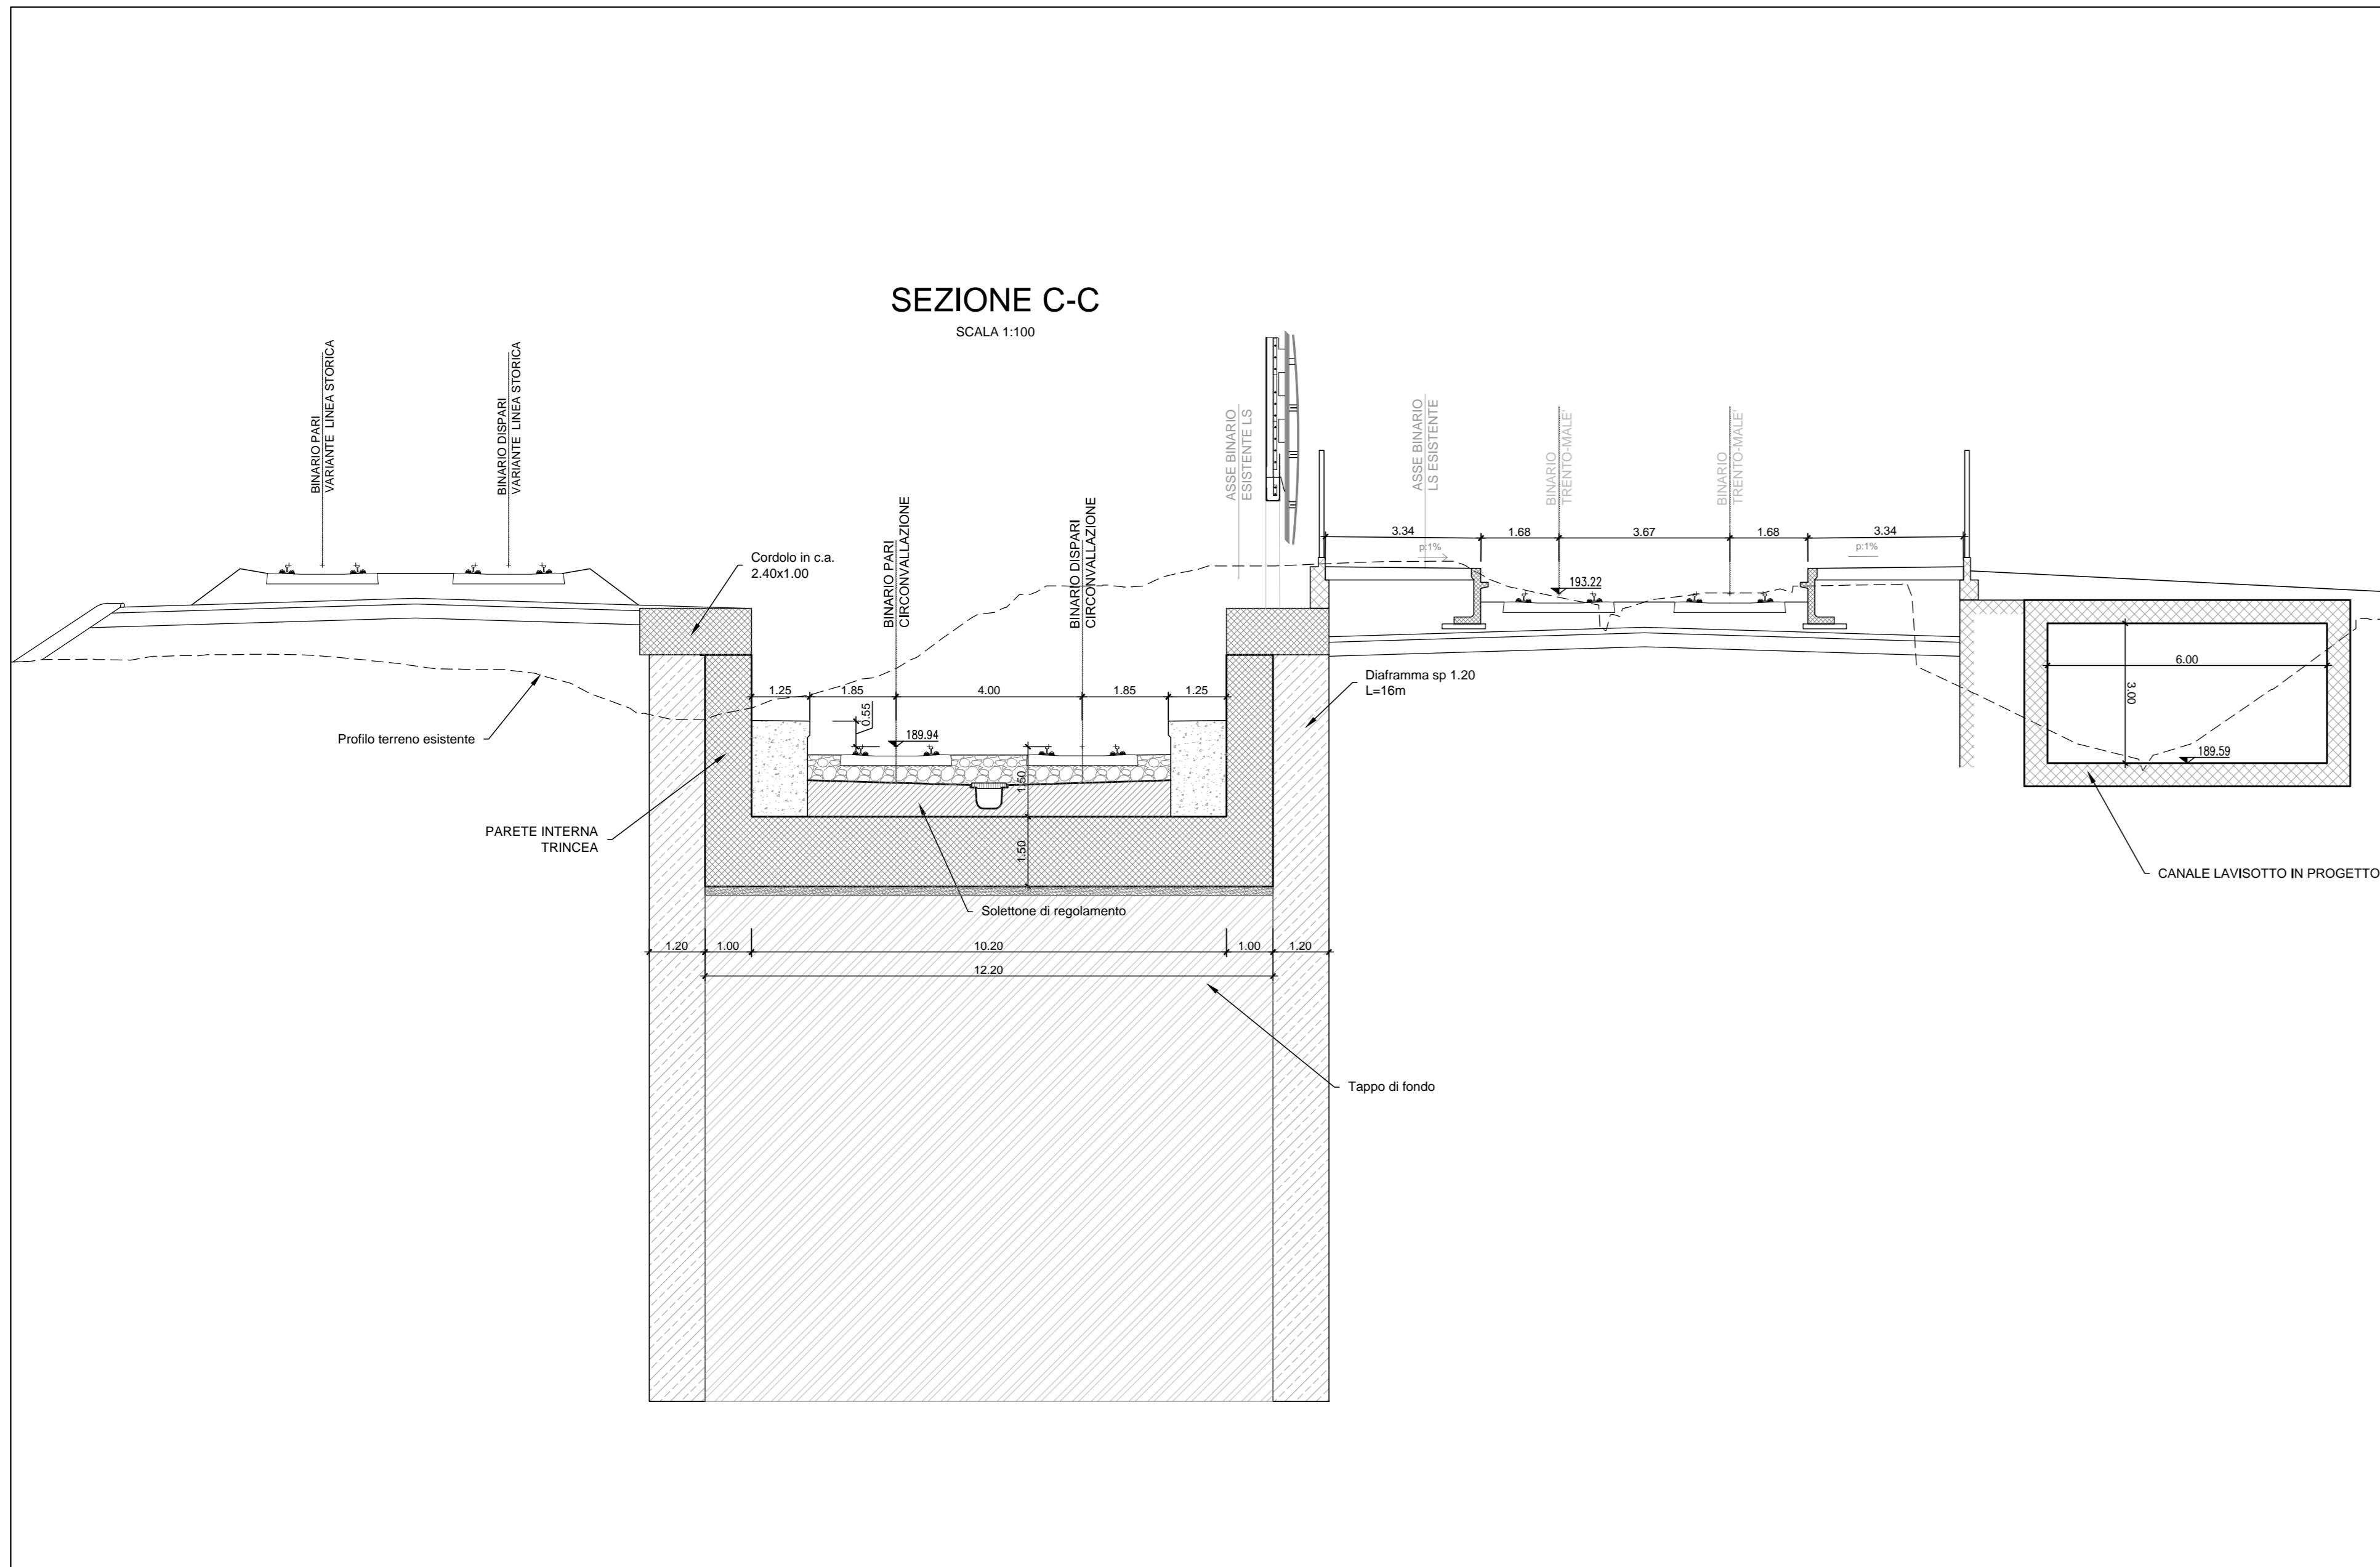 SEZIONE C-C
SCALA 1:100
BINARIO PARI
VARIANTE LINEA STORICA
BINARIO DISPARI
VARIANTE LINEA STORICA
BINARIO PARI
CIRCONVALLAZIONE
BINARIO DISPARI
CIRCONVALLAZIONE
ASSE BINARIO
ESISTENTE LS
ASSE BINARIO
LS ESISTENTE
BINARIO
TRENTO-MALE'
BINARIO
TRENTO-MALE'
3.34
1.68
3.67
1.68
3.34
p:1%
p:1%
193.22
Cordolo in c.a.
2.40x1.00
Diaframma sp 1.20
L=16m
1.25
1.85
4.00
1.85
1.25
0.55
189.94
1.50
1.50
6.00
3.00
189.59
Profilo terreno esistente
PARETE INTERNA
TRINCEA
CANALE LAVISOTTO IN PROGETTO
Solettone di regolamento
1.20
1.00
10.20
1.00
1.20
12.20
Tappo di fondo